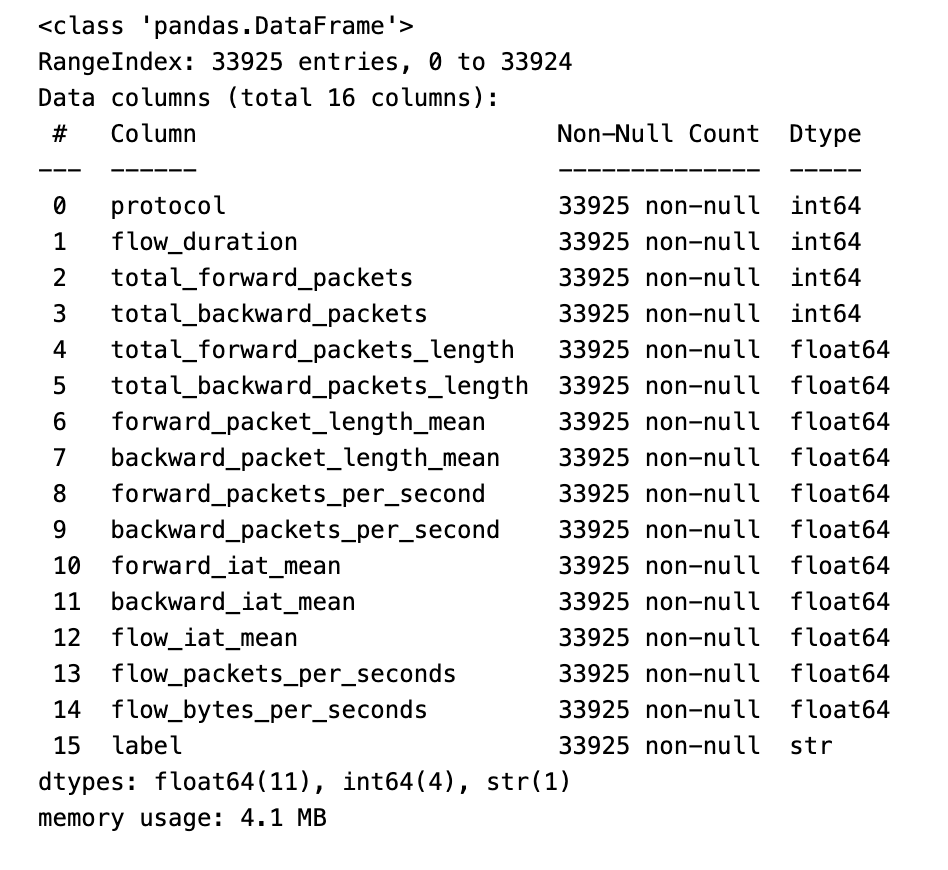 <class 'pandas.DataFrame'>
RangeIndex: 33925 entries, 0 to 33924
Data columns (total 16 columns):
 #   Column                         Non-Null Count  Dtype
---  ------                         --------------  -----
 0   protocol                       33925 non-null  int64
 1   flow_duration                  33925 non-null  int64
 2   total_forward_packets          33925 non-null  int64
 3   total_backward_packets         33925 non-null  int64
 4   total_forward_packets_length   33925 non-null  float64
 5   total_backward_packets_length  33925 non-null  float64
 6   forward_packet_length_mean     33925 non-null  float64
 7   backward_packet_length_mean    33925 non-null  float64
 8   forward_packets_per_second     33925 non-null  float64
 9   backward_packets_per_second    33925 non-null  float64
 10  forward_iat_mean               33925 non-null  float64
 11  backward_iat_mean              33925 non-null  float64
 12  flow_iat_mean                  33925 non-null  float64
 13  flow_packets_per_seconds       33925 non-null  float64
 14  flow_bytes_per_seconds         33925 non-null  float64
 15  label                          33925 non-null  str
dtypes: float64(11), int64(4), str(1)
memory usage: 4.1 MB